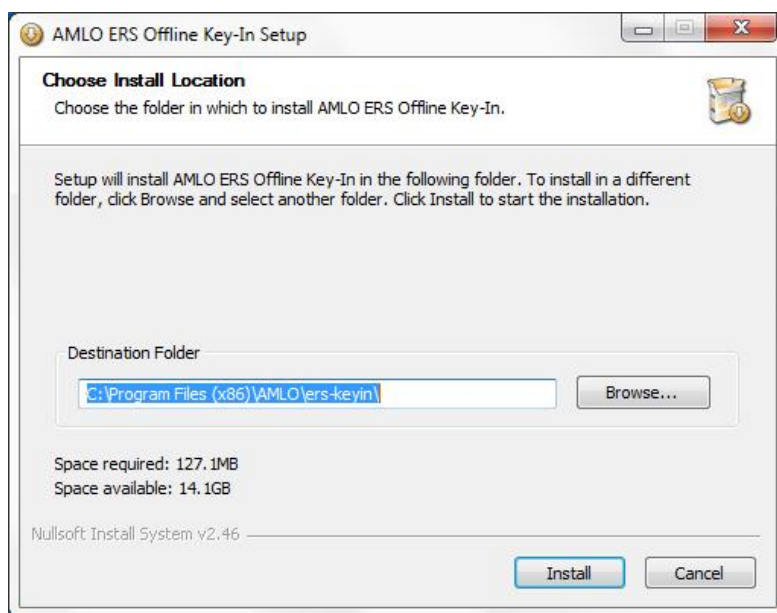 AMLO ERS Offline Key-In Setup
Choose Install Location
Choose the folder in which to install AMLO ERS Offline Key-In.
Setup will install AMLO ERS Offline Key-In in the following folder. To install in a different
folder, click Browse and select another folder. Click Install to start the installation.
Destination Folder
C:\Program Files (x86)\AMLO\ers-keyin\
Browse...
Space required: 127.1MB
Space available: 14.1GB
Nullsoft Install System v2.46
Install
Cancel